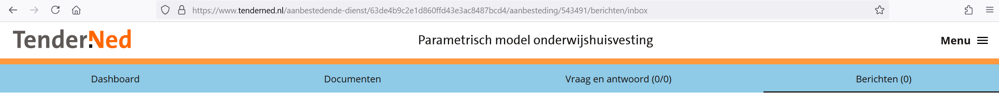 https://www.tenderned.nl/aanbestedende-dienst/63de4b9c2e1d860ffd43e3ac8487bcd4/aanbesteding/543491/berichten/inbox
TenderNed Parametrisch model onderwijshuisvesting Menu
Dashboard Documenten Vraag en antwoord (0/0) Berichten (0)